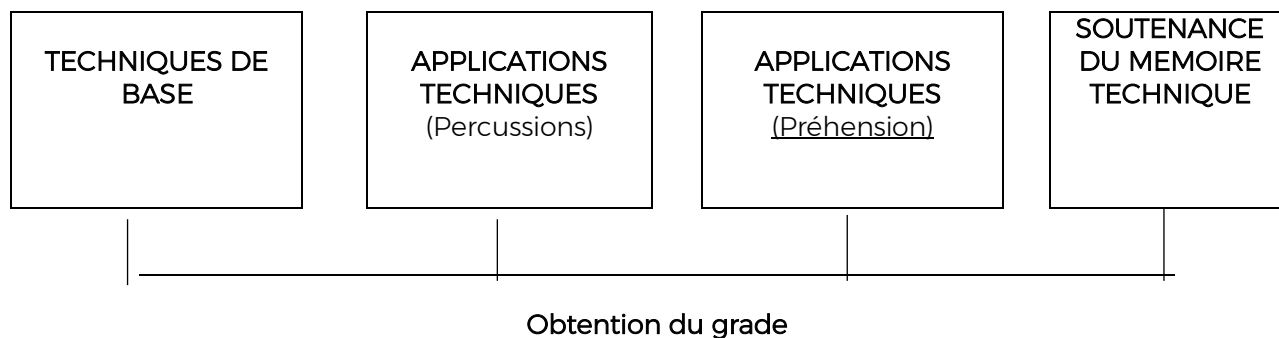 TECHNIQUES DE
BASE
APPLICATIONS
TECHNIQUES
(Percussions)
APPLICATIONS
TECHNIQUES
(Préhension)
SOUTENANCE
DU MEMOIRE
TECHNIQUE
Obtention du grade